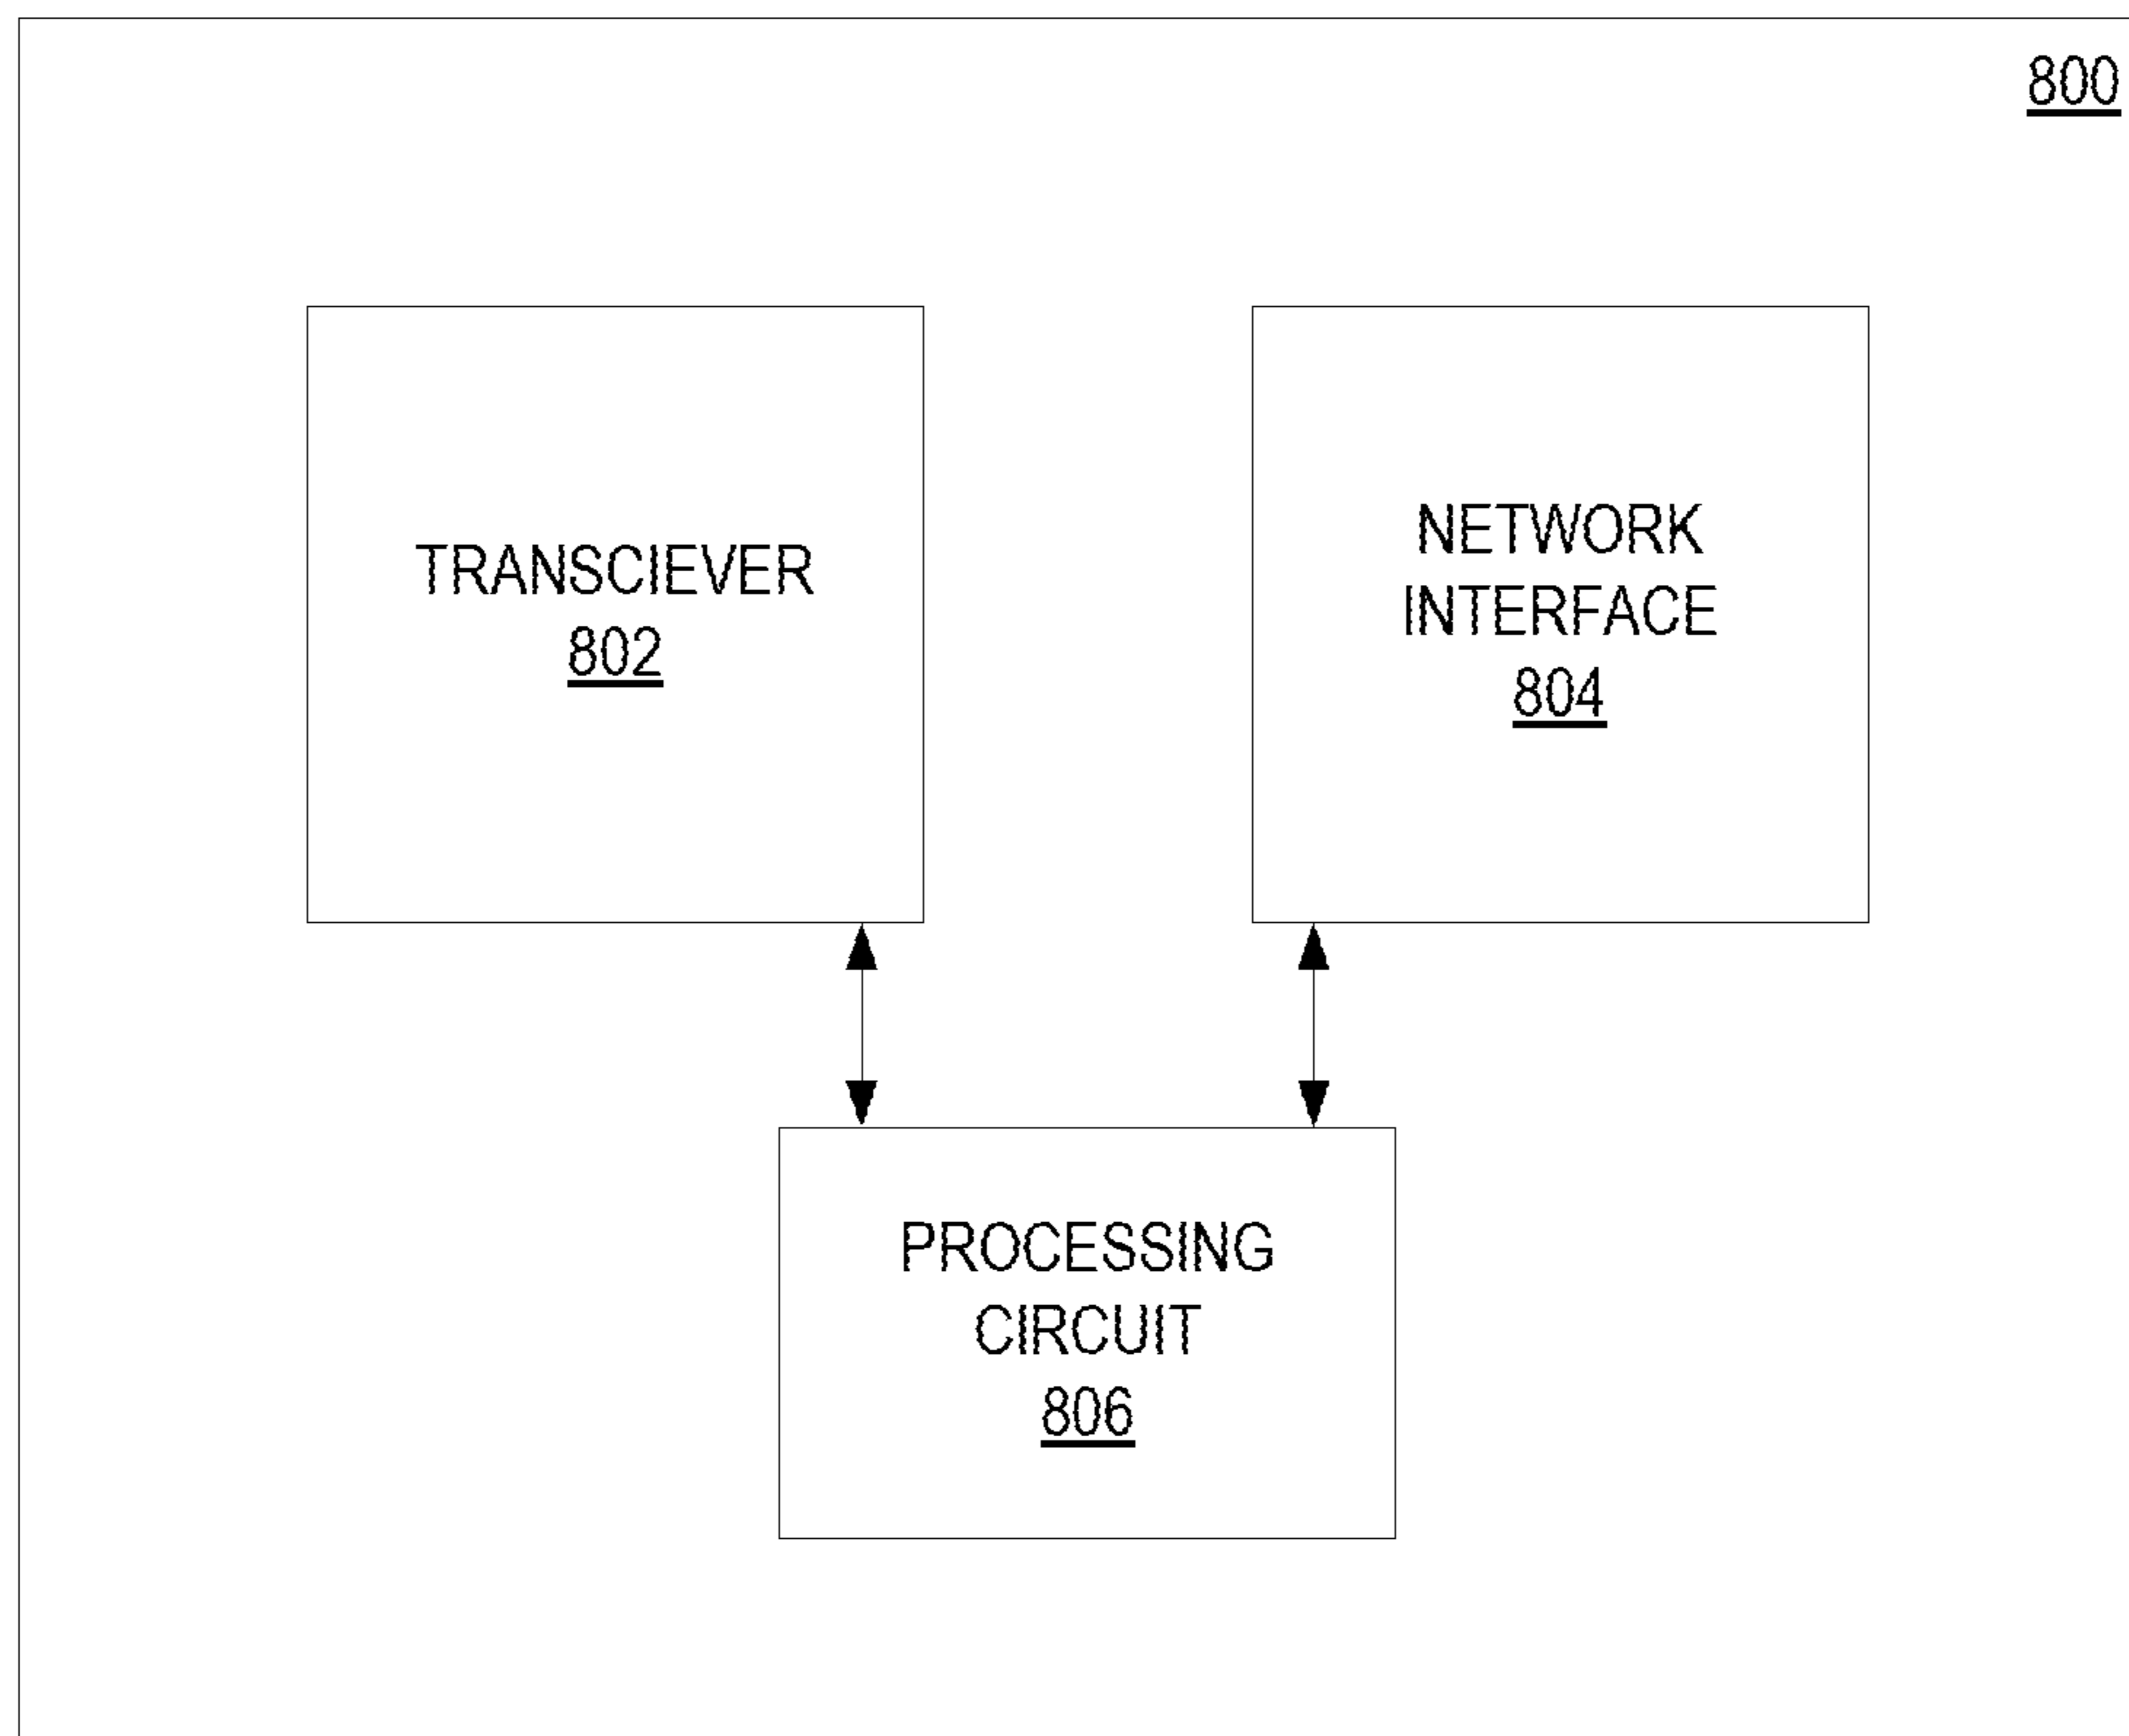 800
TRANSCIEVER
802
NETWORK
INTERFACE
804
PROCESSING
CIRCUIT
806